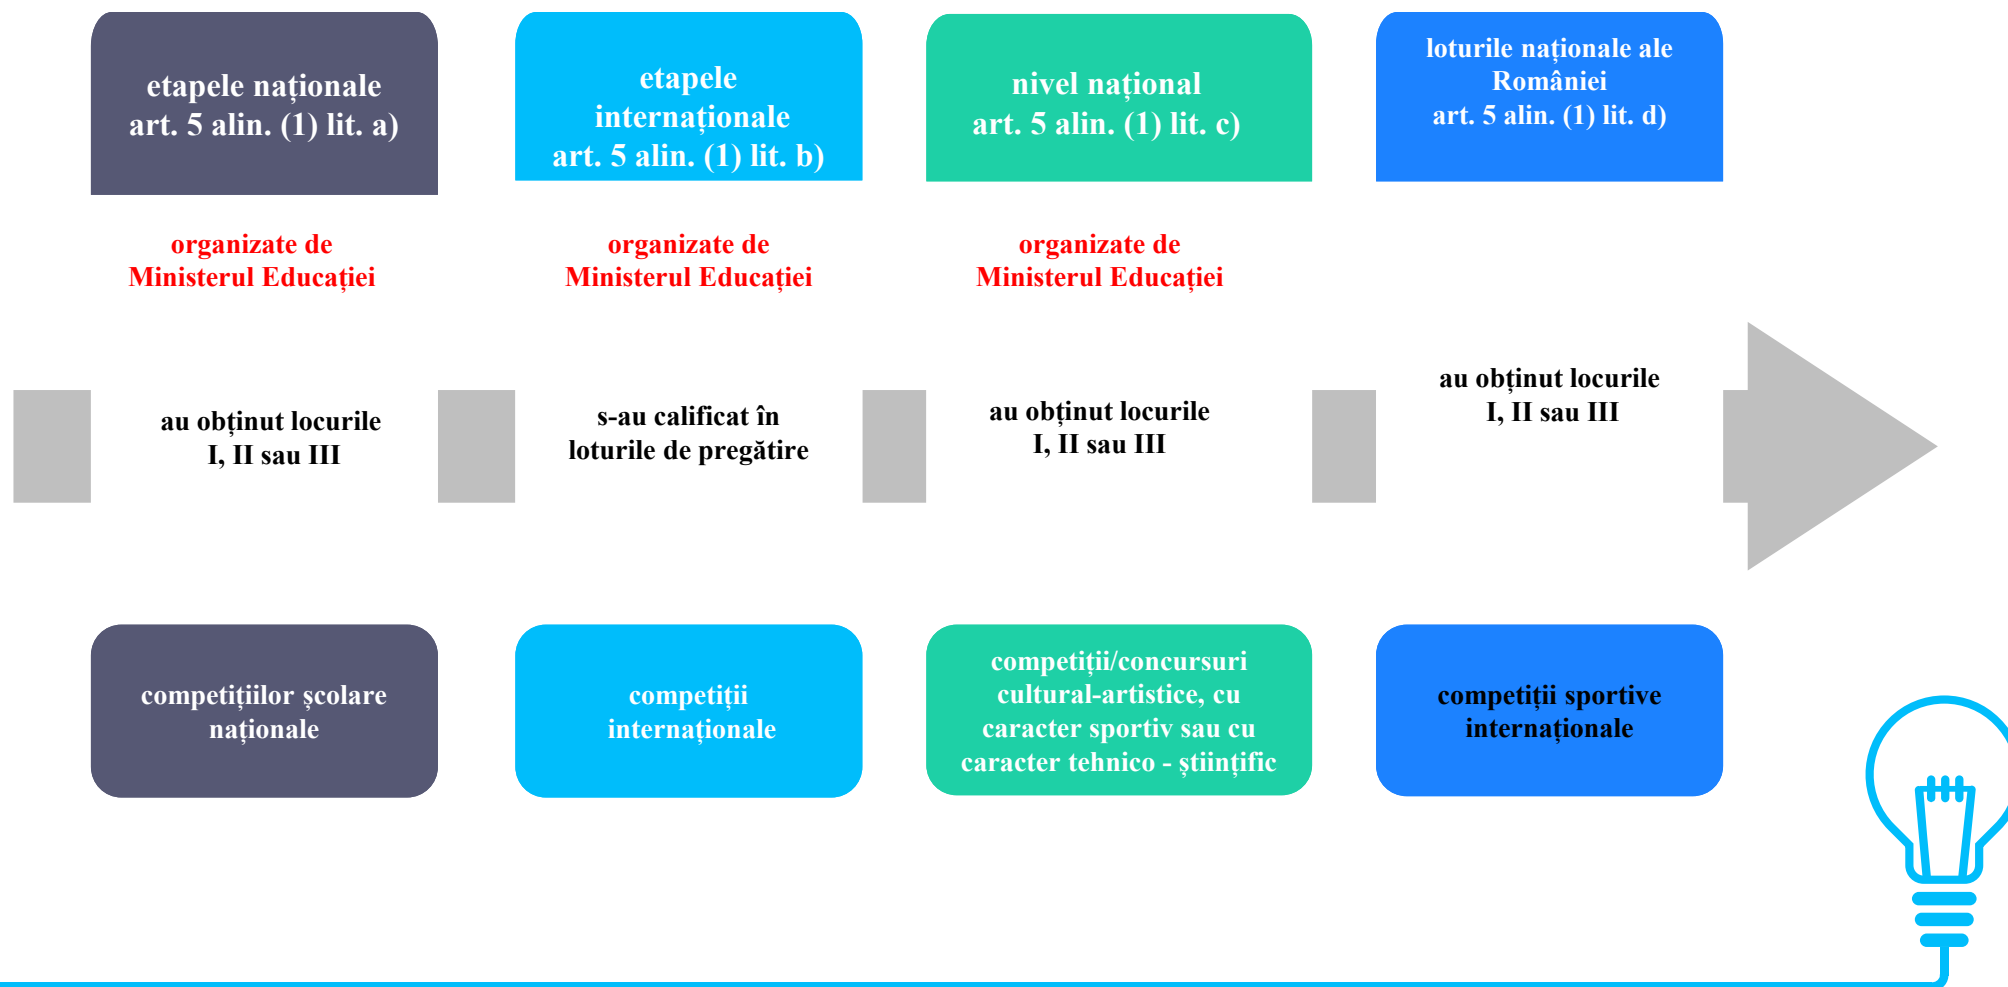 etapele naționale
art. 5 alin. (1) lit. a)
organizate de
Ministerul Educației
au obținut locurile
I, II sau III
competițiilor școlare
naționale
etapele
internaționale
art. 5 alin. (1) lit. b)
organizate de
Ministerul Educației
s-au calificat în
loturile de pregătire
competiții
internaționale
nivel național
art. 5 alin. (1) lit. c)
organizate de
Ministerul Educației
au obținut locurile
I, II sau III
competiții/concursuri
cultural-artistice, cu
caracter sportiv sau cu
caracter tehnico - științific
loturile naționale ale
României
art. 5 alin. (1) lit. d)
au obținut locurile
I, II sau III
competiții sportive
internaționale